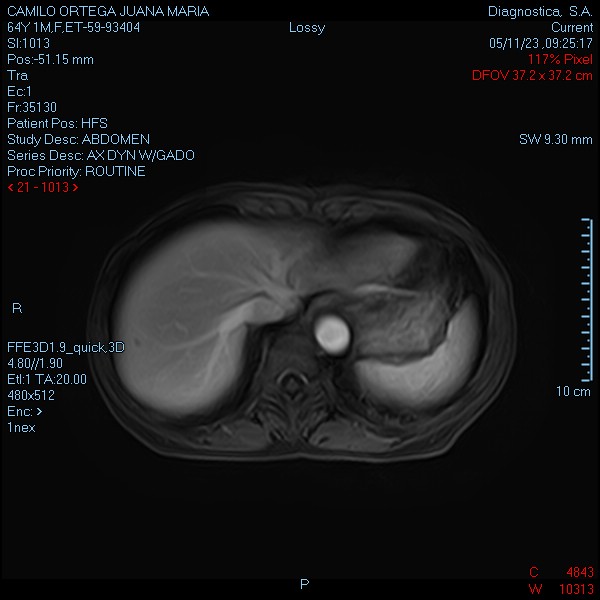 CAMILO ORTEGA JUANA MARIA
64Y 1M,F,ET-59-93404
SI:1013
Pos:-51.15 mm
Tra
Ec:1
Fr:35130
Patient Pos: HFS
Study Desc: ABDOMEN
Series Desc: AX DYN W/GADO
Proc Priority: ROUTINE
< 21 - 1013 >
Lossy
Diagnostica, S.A.
Current
05/11/23 ,09:25:17
117% Pixel
DFOV 37.2 x 37.2 cm
SW 9.30 mm
R
FFE3D1.9_quick,3D
4.80//1.90
Etl:1 TA:20.00
480x512
Enc: >
1nex
10 cm
P
C 4843
W 10313